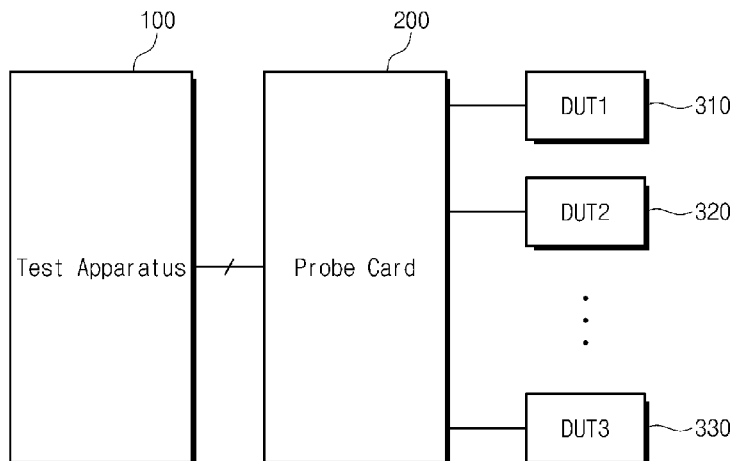 100
200
DUT1
310
DUT2
320
Test Apparatus
Probe Card
DUT3
330